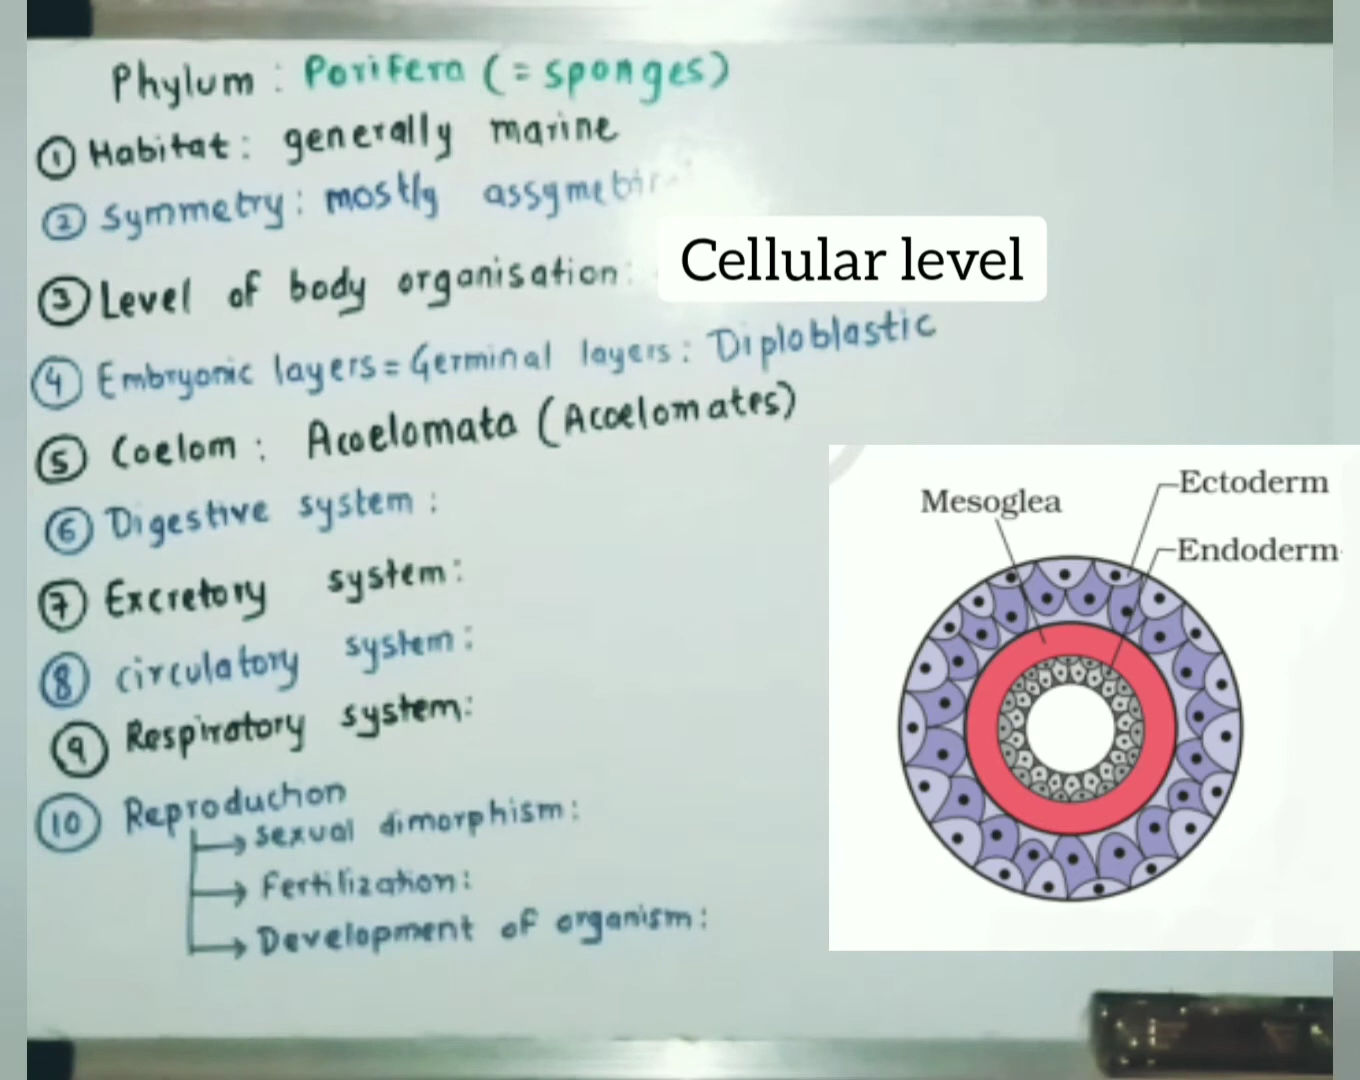 Phylum : Porifera (= sponges)
① Habitat : generally marine
② Symmetry : mostly
Cellular level
③ Level of body organisation :
④ Embryonic layers = Germinal layers : Diploblastic
⑤ Coelom : Acoelomata (Acoelomates)
Mesoglea
Ectoderm
Endoderm
⑥ Digestive system :
⑦ Excretory system :
⑧ circulatory system :
⑨ Respiratory system :
⑩ Reproduction
→ Sexual dimorphism :
→ Fertilization :
→ Development of organism :